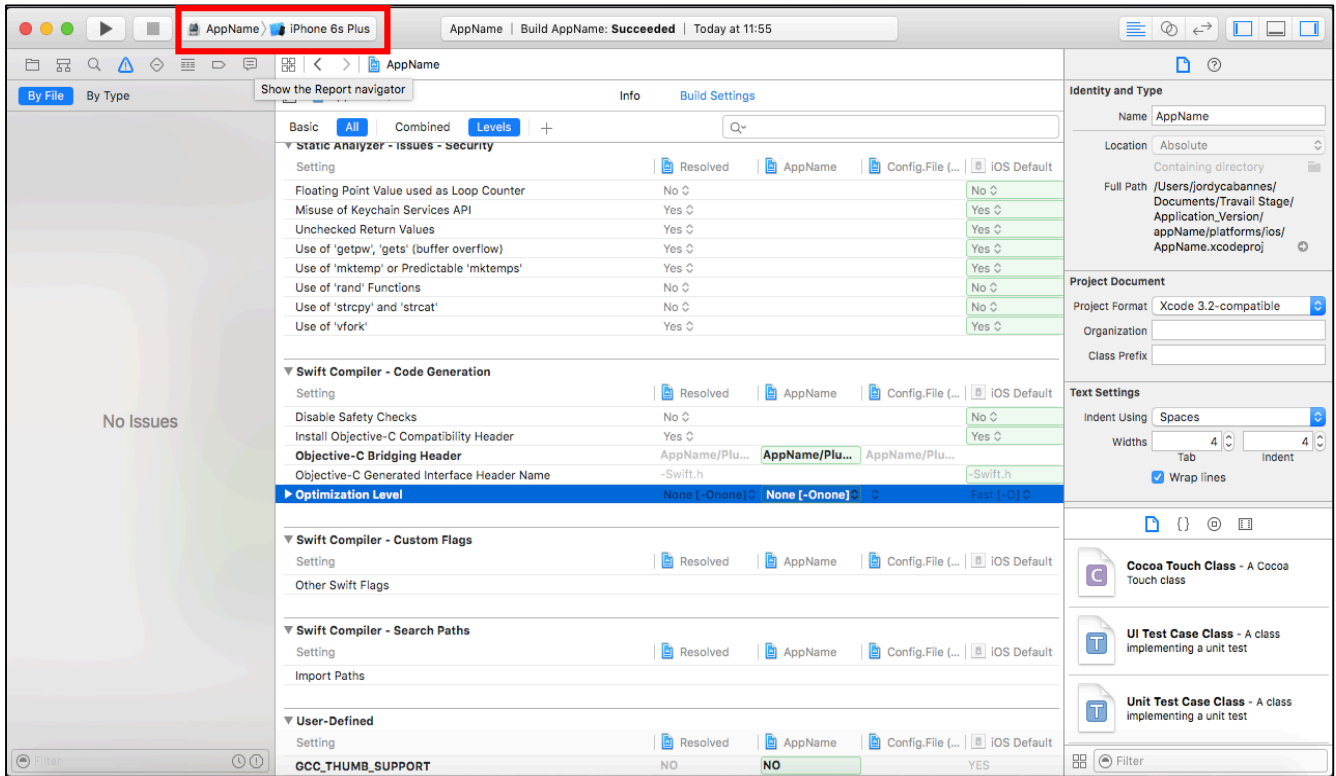 AppName iPhone 6s Plus
AppName | Build AppName: Succeeded | Today at 11:55
AppName
By File By Type
Show the Report navigator
Info Build Settings
Basic All Combined Levels +
Static Analyzer - Issues - Security
Setting Resolved AppName Config.File (... iOS Default
Floating Point Value used as Loop Counter No No
Misuse of Keychain Services API Yes Yes
Unchecked Return Values Yes Yes
Use of 'getpw', 'gets' (buffer overflow) Yes Yes
Use of 'mktemp' or Predictable 'mktemps' Yes Yes
Use of 'rand' Functions No No
Use of 'strcpy' and 'strcat' No No
Use of 'vfork' Yes Yes
Swift Compiler - Code Generation
Setting Resolved AppName Config.File (... iOS Default
Disable Safety Checks No No
Install Objective-C Compatibility Header Yes Yes
Objective-C Bridging Header AppName/Plu... AppName/Plu... AppName/Plu...
Objective-C Generated Interface Header Name -Swift.h -Swift.h
Optimization Level None [-Onone] None [-Onone] Fast [-O]
Swift Compiler - Custom Flags
Setting Resolved AppName Config.File (... iOS Default
Other Swift Flags
Swift Compiler - Search Paths
Setting Resolved AppName Config.File (... iOS Default
Import Paths
User-Defined
Setting Resolved AppName Config.File (... iOS Default
GCC_THUMB_SUPPORT NO NO YES
No Issues
Filter
Identity and Type
Name AppName
Location Absolute
Containing directory
Full Path /Users/jordycabannes/
Documents/Travail Stage/
Application_Version/
appName/platforms/ios/
AppName.xcodeproj
Project Document
Project Format Xcode 3.2-compatible
Organization
Class Prefix
Text Settings
Indent Using Spaces
Widths 4 4
Tab Indent
Wrap lines
{}
C
Cocoa Touch Class - A Cocoa
Touch class
T
UI Test Case Class - A class
implementing a unit test
T
Unit Test Case Class - A class
implementing a unit test
Filter